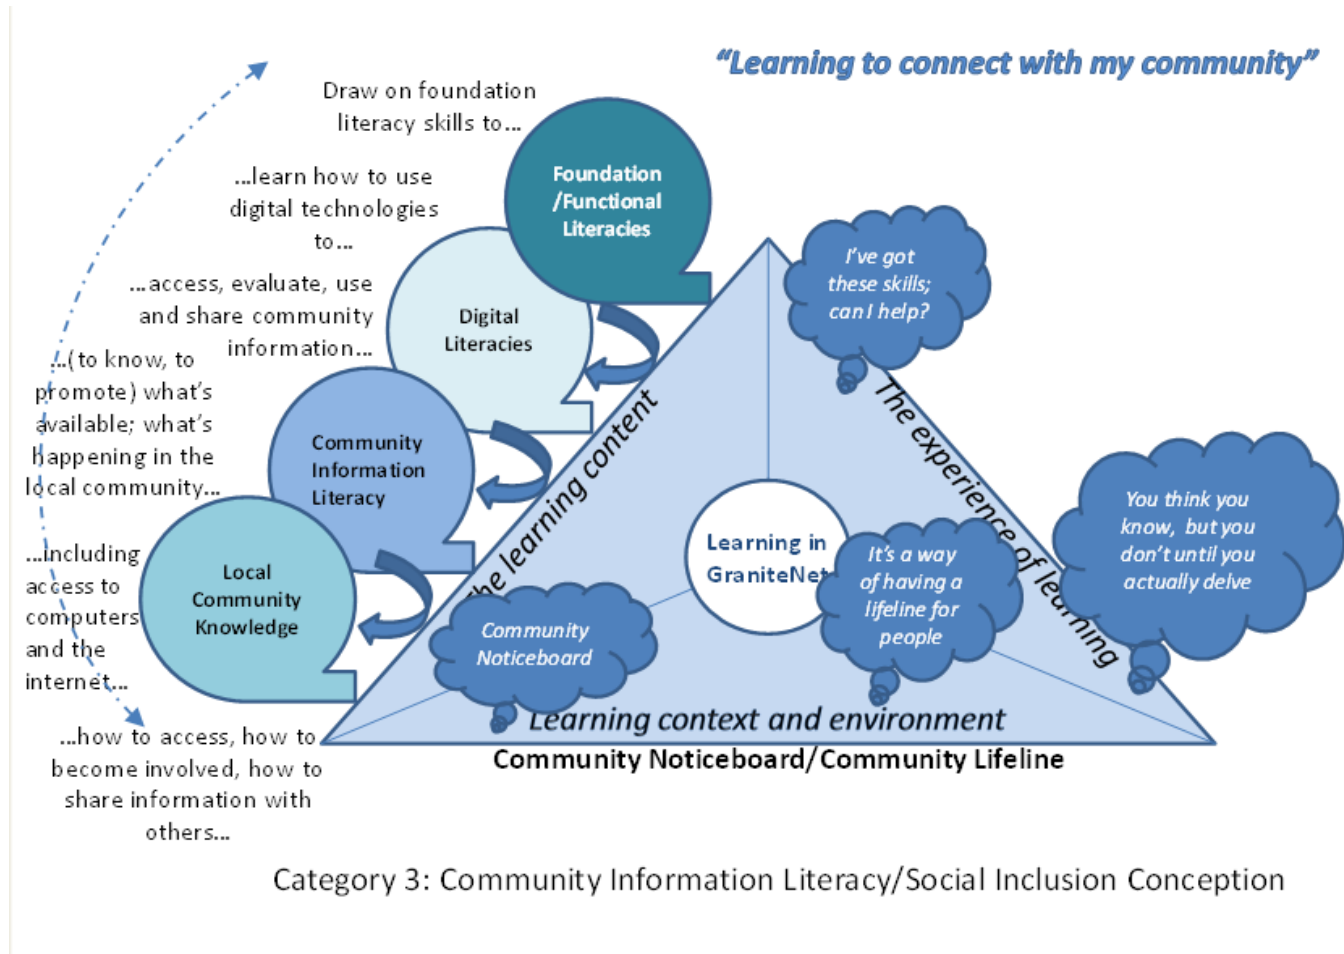 “Learning to connect with my community”
Draw on foundation
literacy skills to...
...learn how to use
digital technologies
to...
...access, evaluate, use
and share community
information...
...(to know, to
promote) what’s
available; what’s
happening in the
local community...
...including
access to
computers
and the
internet...
...how to access, how to
become involved, how to
share information with
others...
Foundation
/Functional
Literacies
Digital
Literacies
Community
Information
Literacy
Local
Community
Knowledge
The learning content
The experience of learning
Learning context and environment
Learning in
GraniteNet
I’ve got
these skills;
can I help?
You think you
know, but you
don’t until you
actually delve
It’s a way
of having a
lifeline for
people
Community
Noticeboard
Community Noticeboard/Community Lifeline
Category 3: Community Information Literacy/Social Inclusion Conception